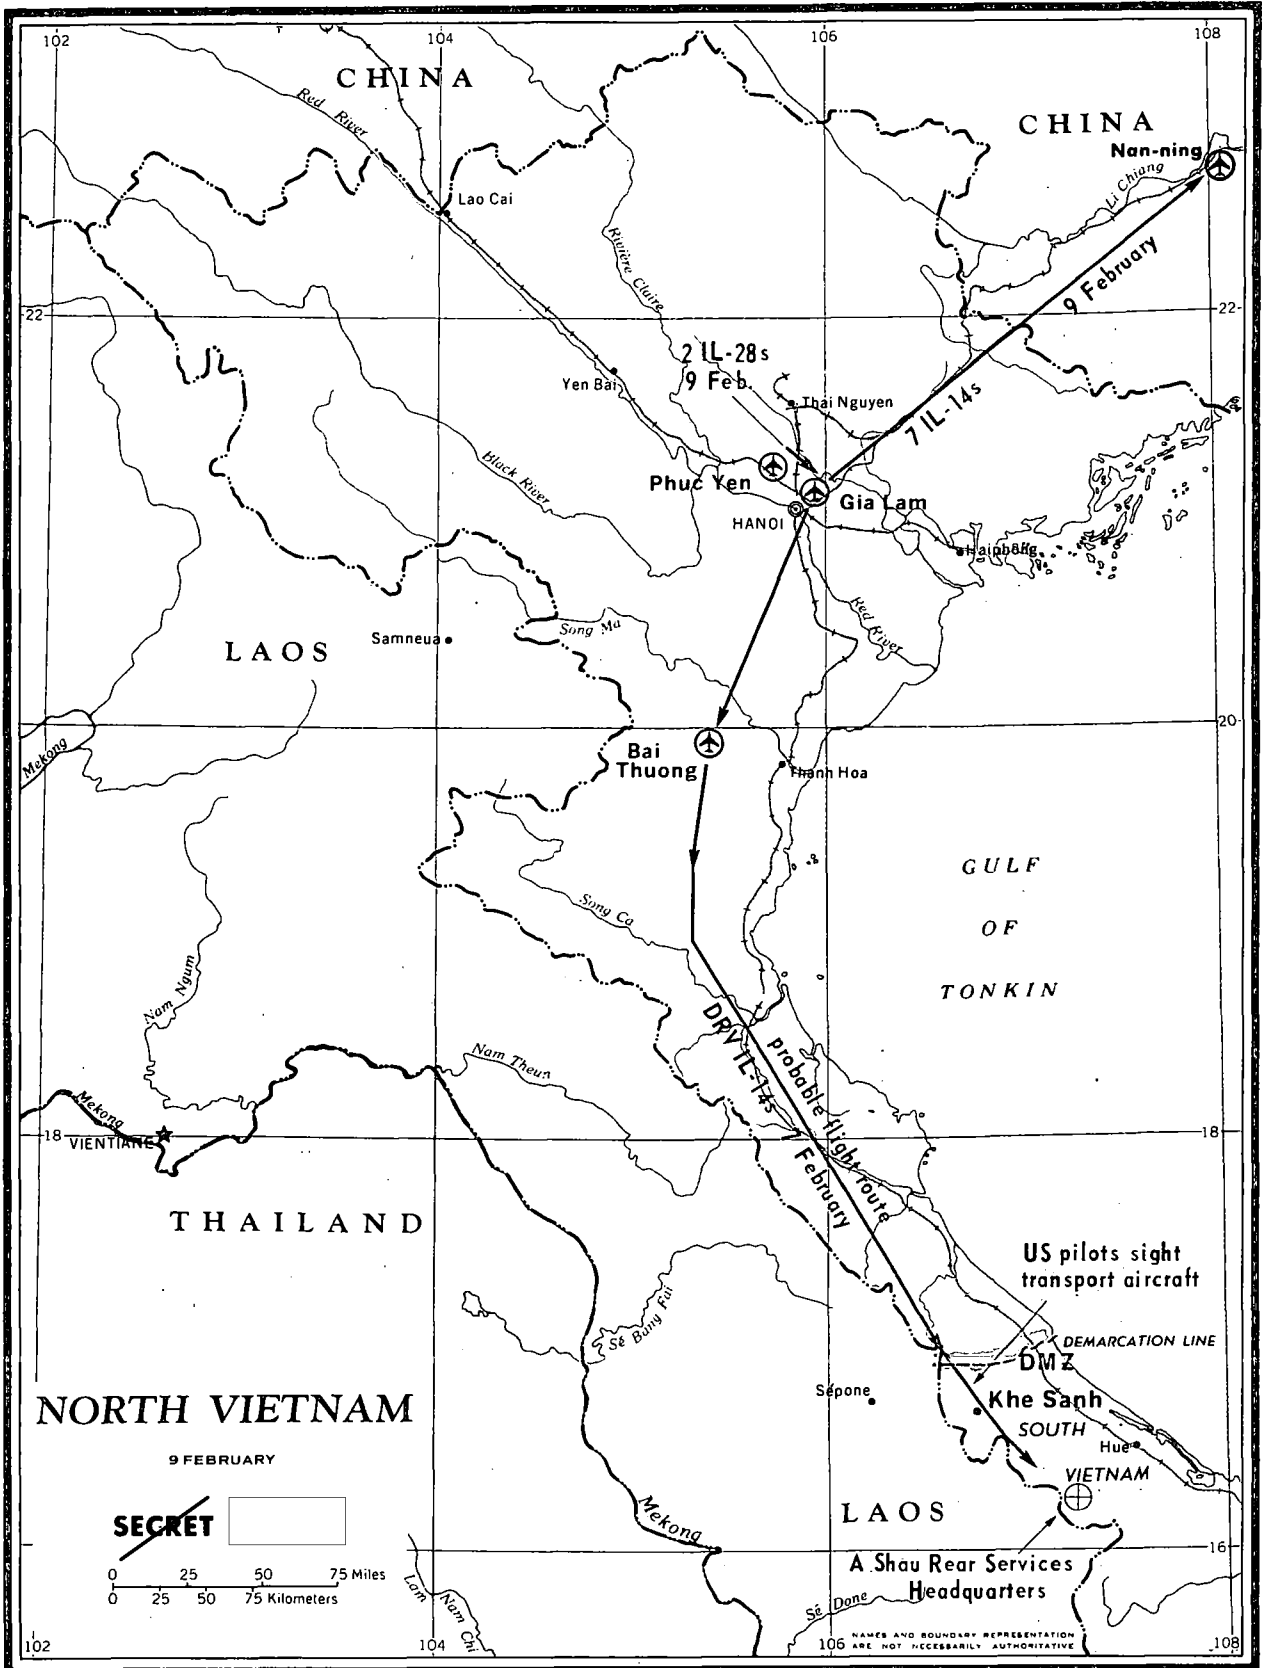 102
104
106
108
CHINA
CHINA
Red River
Nan-ning
Li Chiang
Lao Cai
Rivière Claire
9 February
22
22
2 IL-28s
9 Feb.
Yen Bai
Thai Nguyen
7 IL-14s
Black River
Phuc Yen
Gia Lam
HANOI
Haiphong
Red River
Song Ma
Samneua
LAOS
20
Mekong
Bai
Thuong
Thanh Hoa
GULF
OF
TONKIN
Song Ca
Nam Ngum
DRV IL-14s
7 February
probable flight route
Nam Theun
Mekong
18
18
VIENTIANE
THAILAND
US pilots sight
transport aircraft
Sé Bang Fai
DEMARCATION LINE
DMZ
Sépone
Khe Sanh
SOUTH
VIETNAM
Hue
NORTH VIETNAM
9 FEBRUARY
SECRET
Mekong
LAOS
16
A Shau Rear Services
Headquarters
0 25 50 75 Miles
0 25 50 75 Kilometers
Lam
Nam Chi
Sé Done
NAMES AND BOUNDARY REPRESENTATION
ARE NOT NECESSARILY AUTHORITATIVE
102
104
106
108